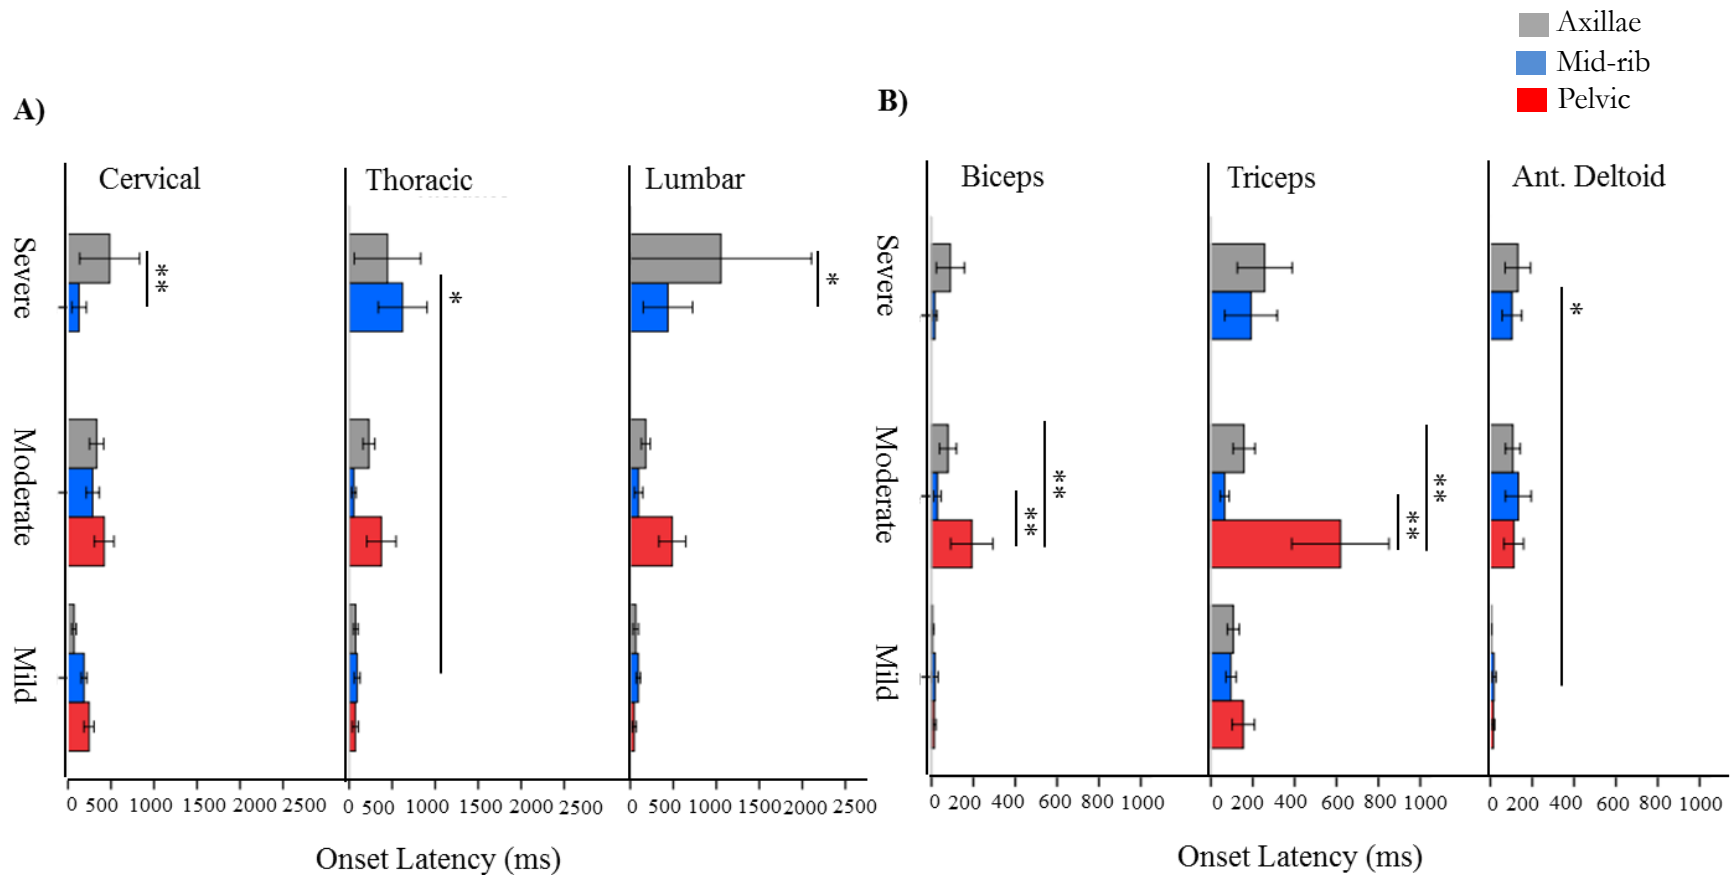 Axillae
Mid-rib
Pelvic
A)
B)
Cervical
Thoracic
Lumbar
Biceps
Triceps
Ant. Deltoid
Severe
Moderate
Mild
Severe
Moderate
Mild
**
*
*
**
**
**
**
*
0 500 1000 1500 2000 2500
0 500 1000 1500 2000 2500
0 500 1000 1500 2000 2500
0 200 400 600 800 1000
0 200 400 600 800 1000
0 200 400 600 800 1000
Onset Latency (ms)
Onset Latency (ms)